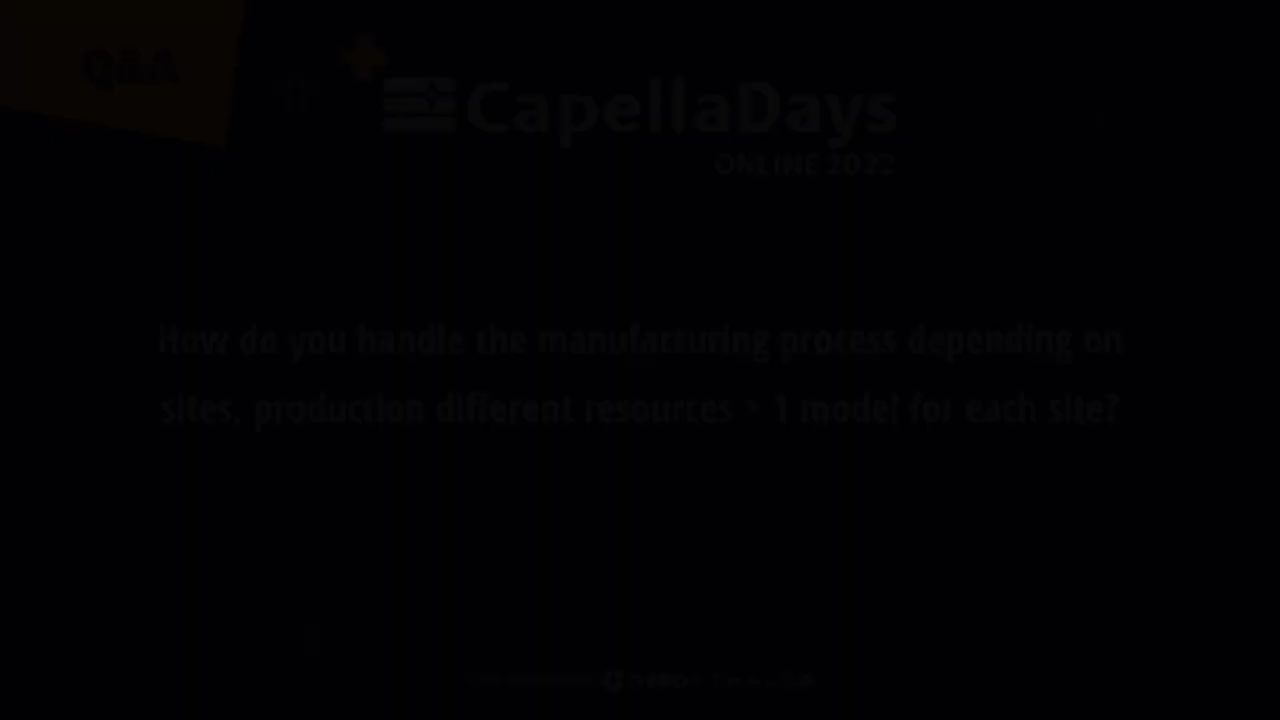 Q&A
CapellaDays
ONLINE 2022
How do you handle the manufacturing process depending on
sites, production different resources > 1 model for each site?